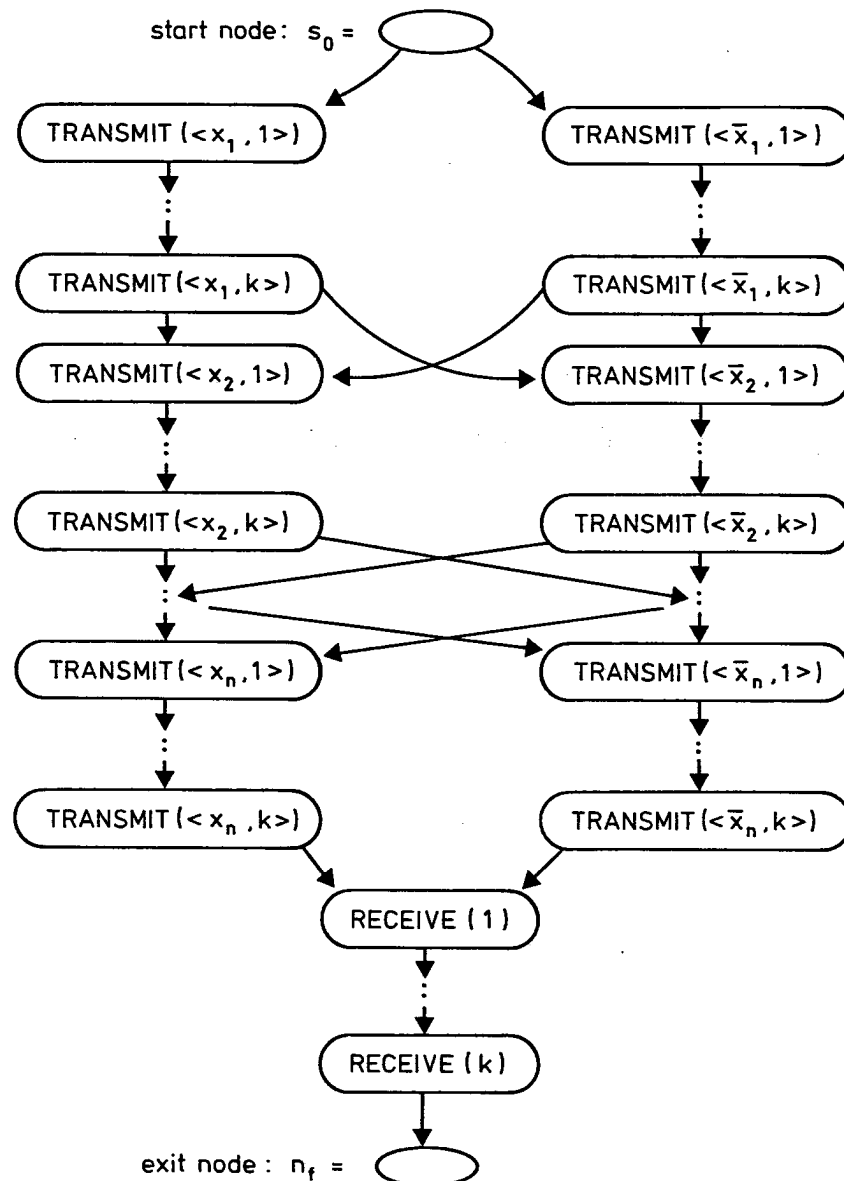 start node: s₀ =
TRANSMIT(<x₁, 1>)
TRANSMIT(<x̄₁, 1>)
TRANSMIT(<x₁, k>)
TRANSMIT(<x̄₁, k>)
TRANSMIT(<x₂, 1>)
TRANSMIT(<x̄₂, 1>)
TRANSMIT(<x₂, k>)
TRANSMIT(<x̄₂, k>)
TRANSMIT(<xₙ, 1>)
TRANSMIT(<x̄ₙ, 1>)
TRANSMIT(<xₙ, k>)
TRANSMIT(<x̄ₙ, k>)
RECEIVE (1)
RECEIVE (k)
exit node: n_f =